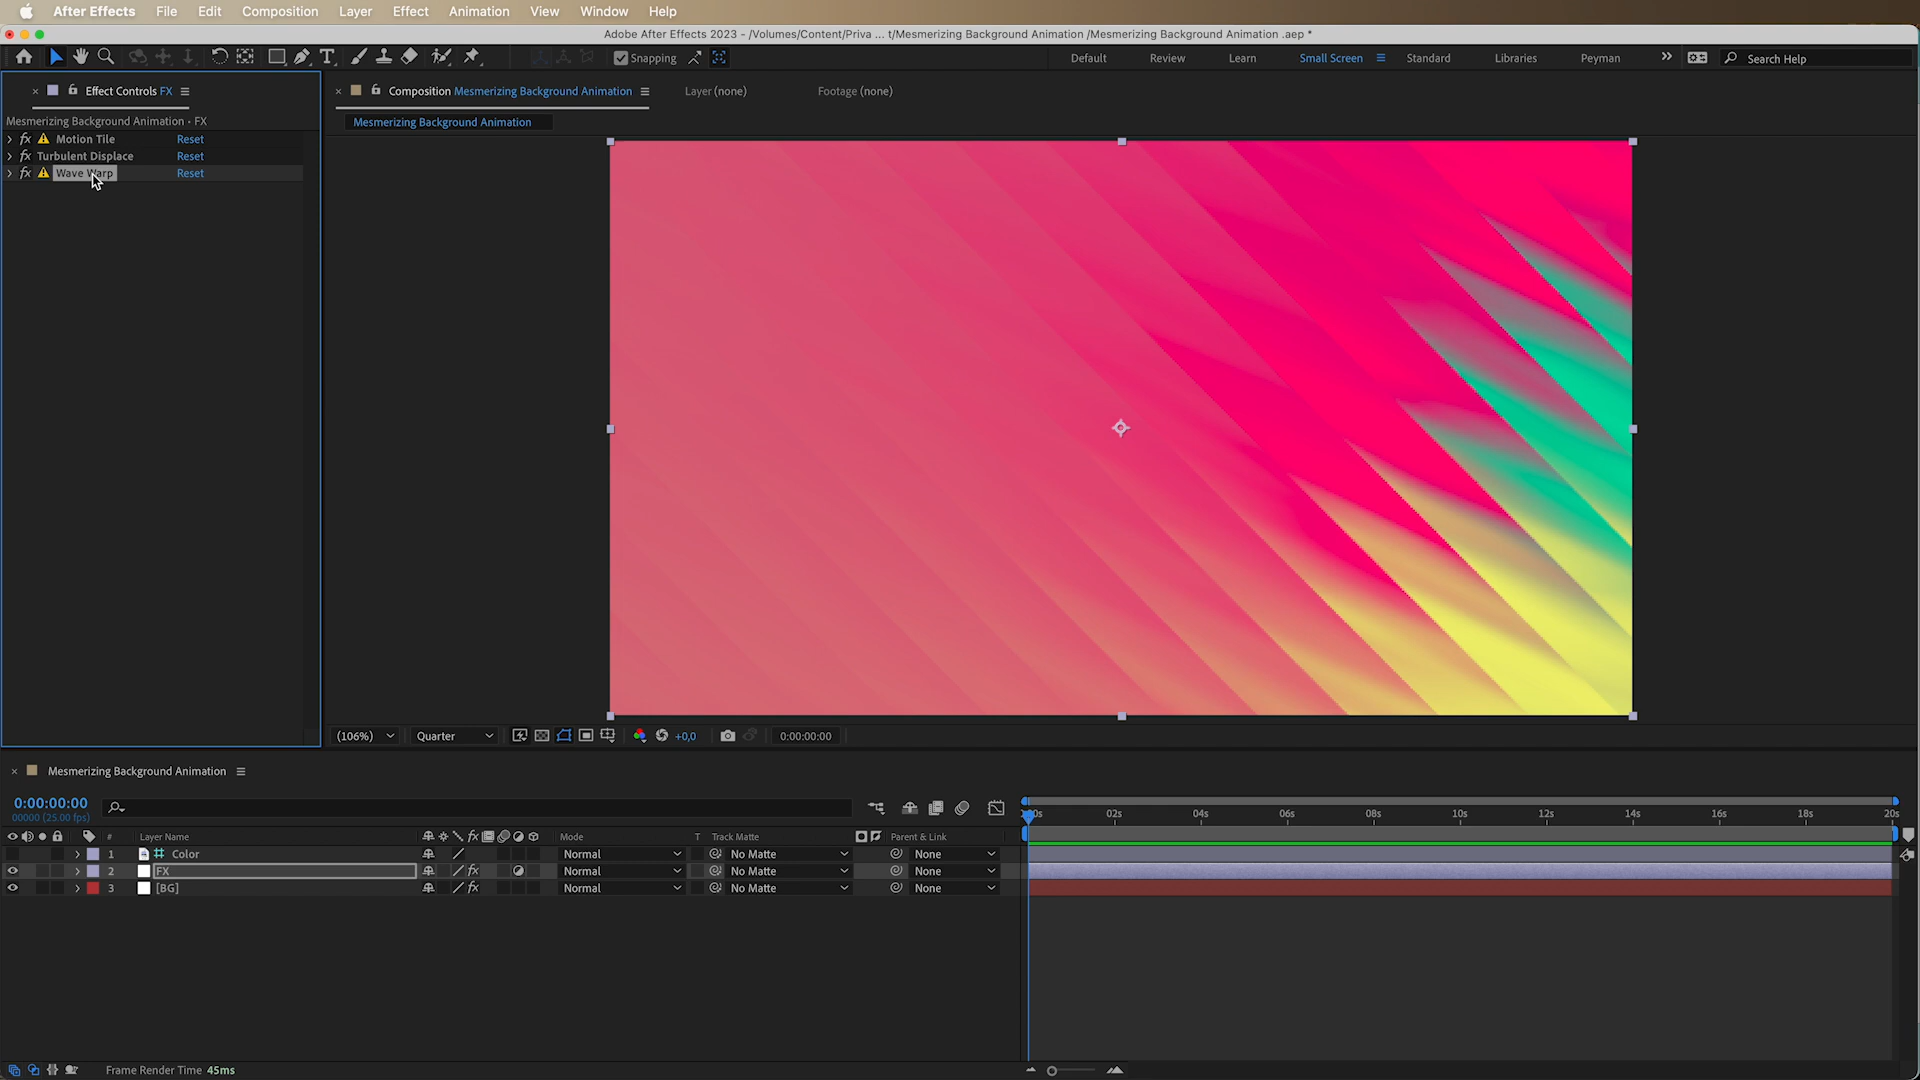 After Effects File Edit Composition Layer Effect Animation View Window Help
Adobe After Effects 2023 - /Volumes/Content/Priva ... t/Mesmerizing Background Animation /Mesmerizing Background Animation .aep *
Snapping Default Review Learn Small Screen Standard Libraries Peyman Search Help
Effect Controls FX Composition Mesmerizing Background Animation Layer (none) Footage (none)
Mesmerizing Background Animation • FX Mesmerizing Background Animation
fx Motion Tile Reset
fx Turbulent Displace Reset
fx Wave Warp Reset
(106%) Quarter +0,0 0:00:00:00
Mesmerizing Background Animation
0:00:00:00
00000 (25.00 fps)
02s 04s 06s 08s 10s 12s 14s 16s 18s 20s
# Layer Name fx Mode T Track Matte Parent & Link
1 Color Normal No Matte None
2 FX fx Normal No Matte None
3 [BG] fx Normal No Matte None
Frame Render Time 45ms